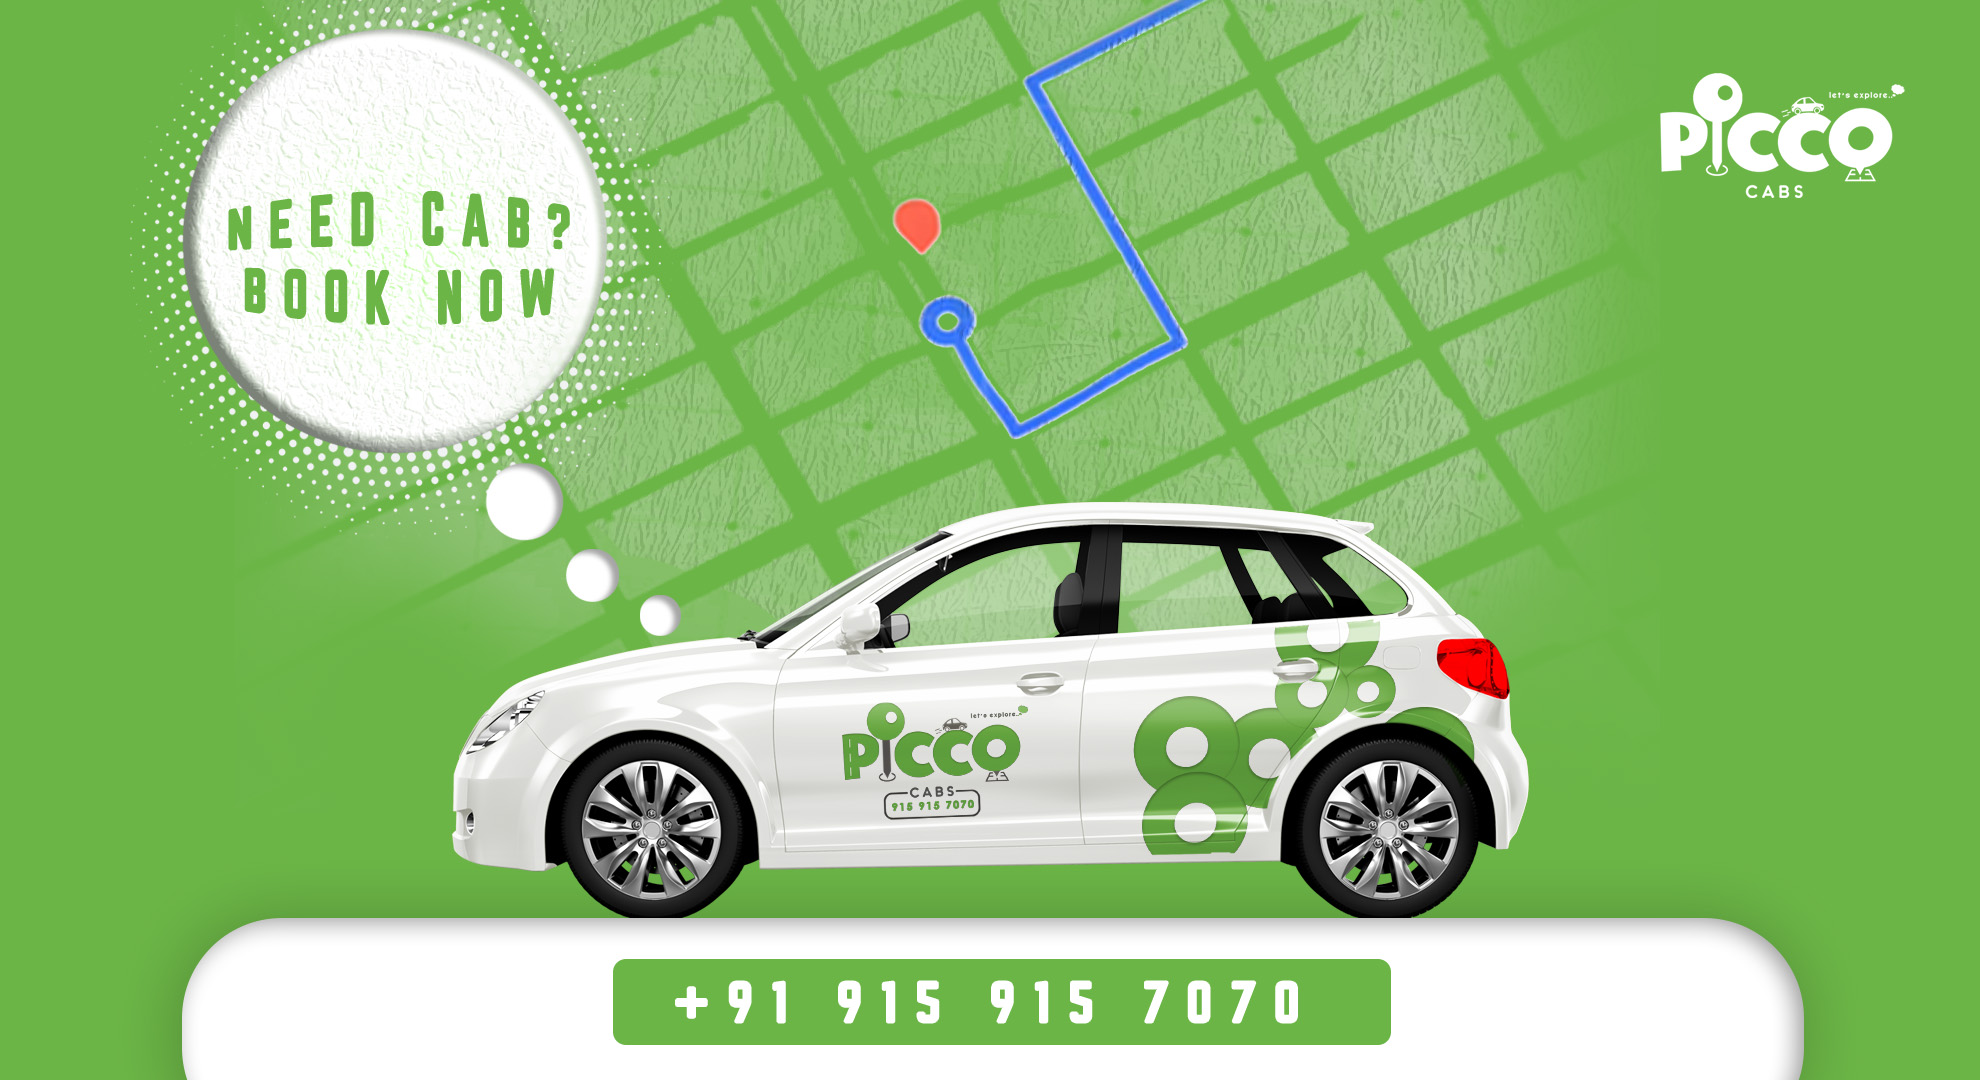 NEED CAB?
BOOK NOW
let's explore..
PICCO
CABS
let's explore..
PICCO
CABS
915 915 7070
+91 915 915 7070